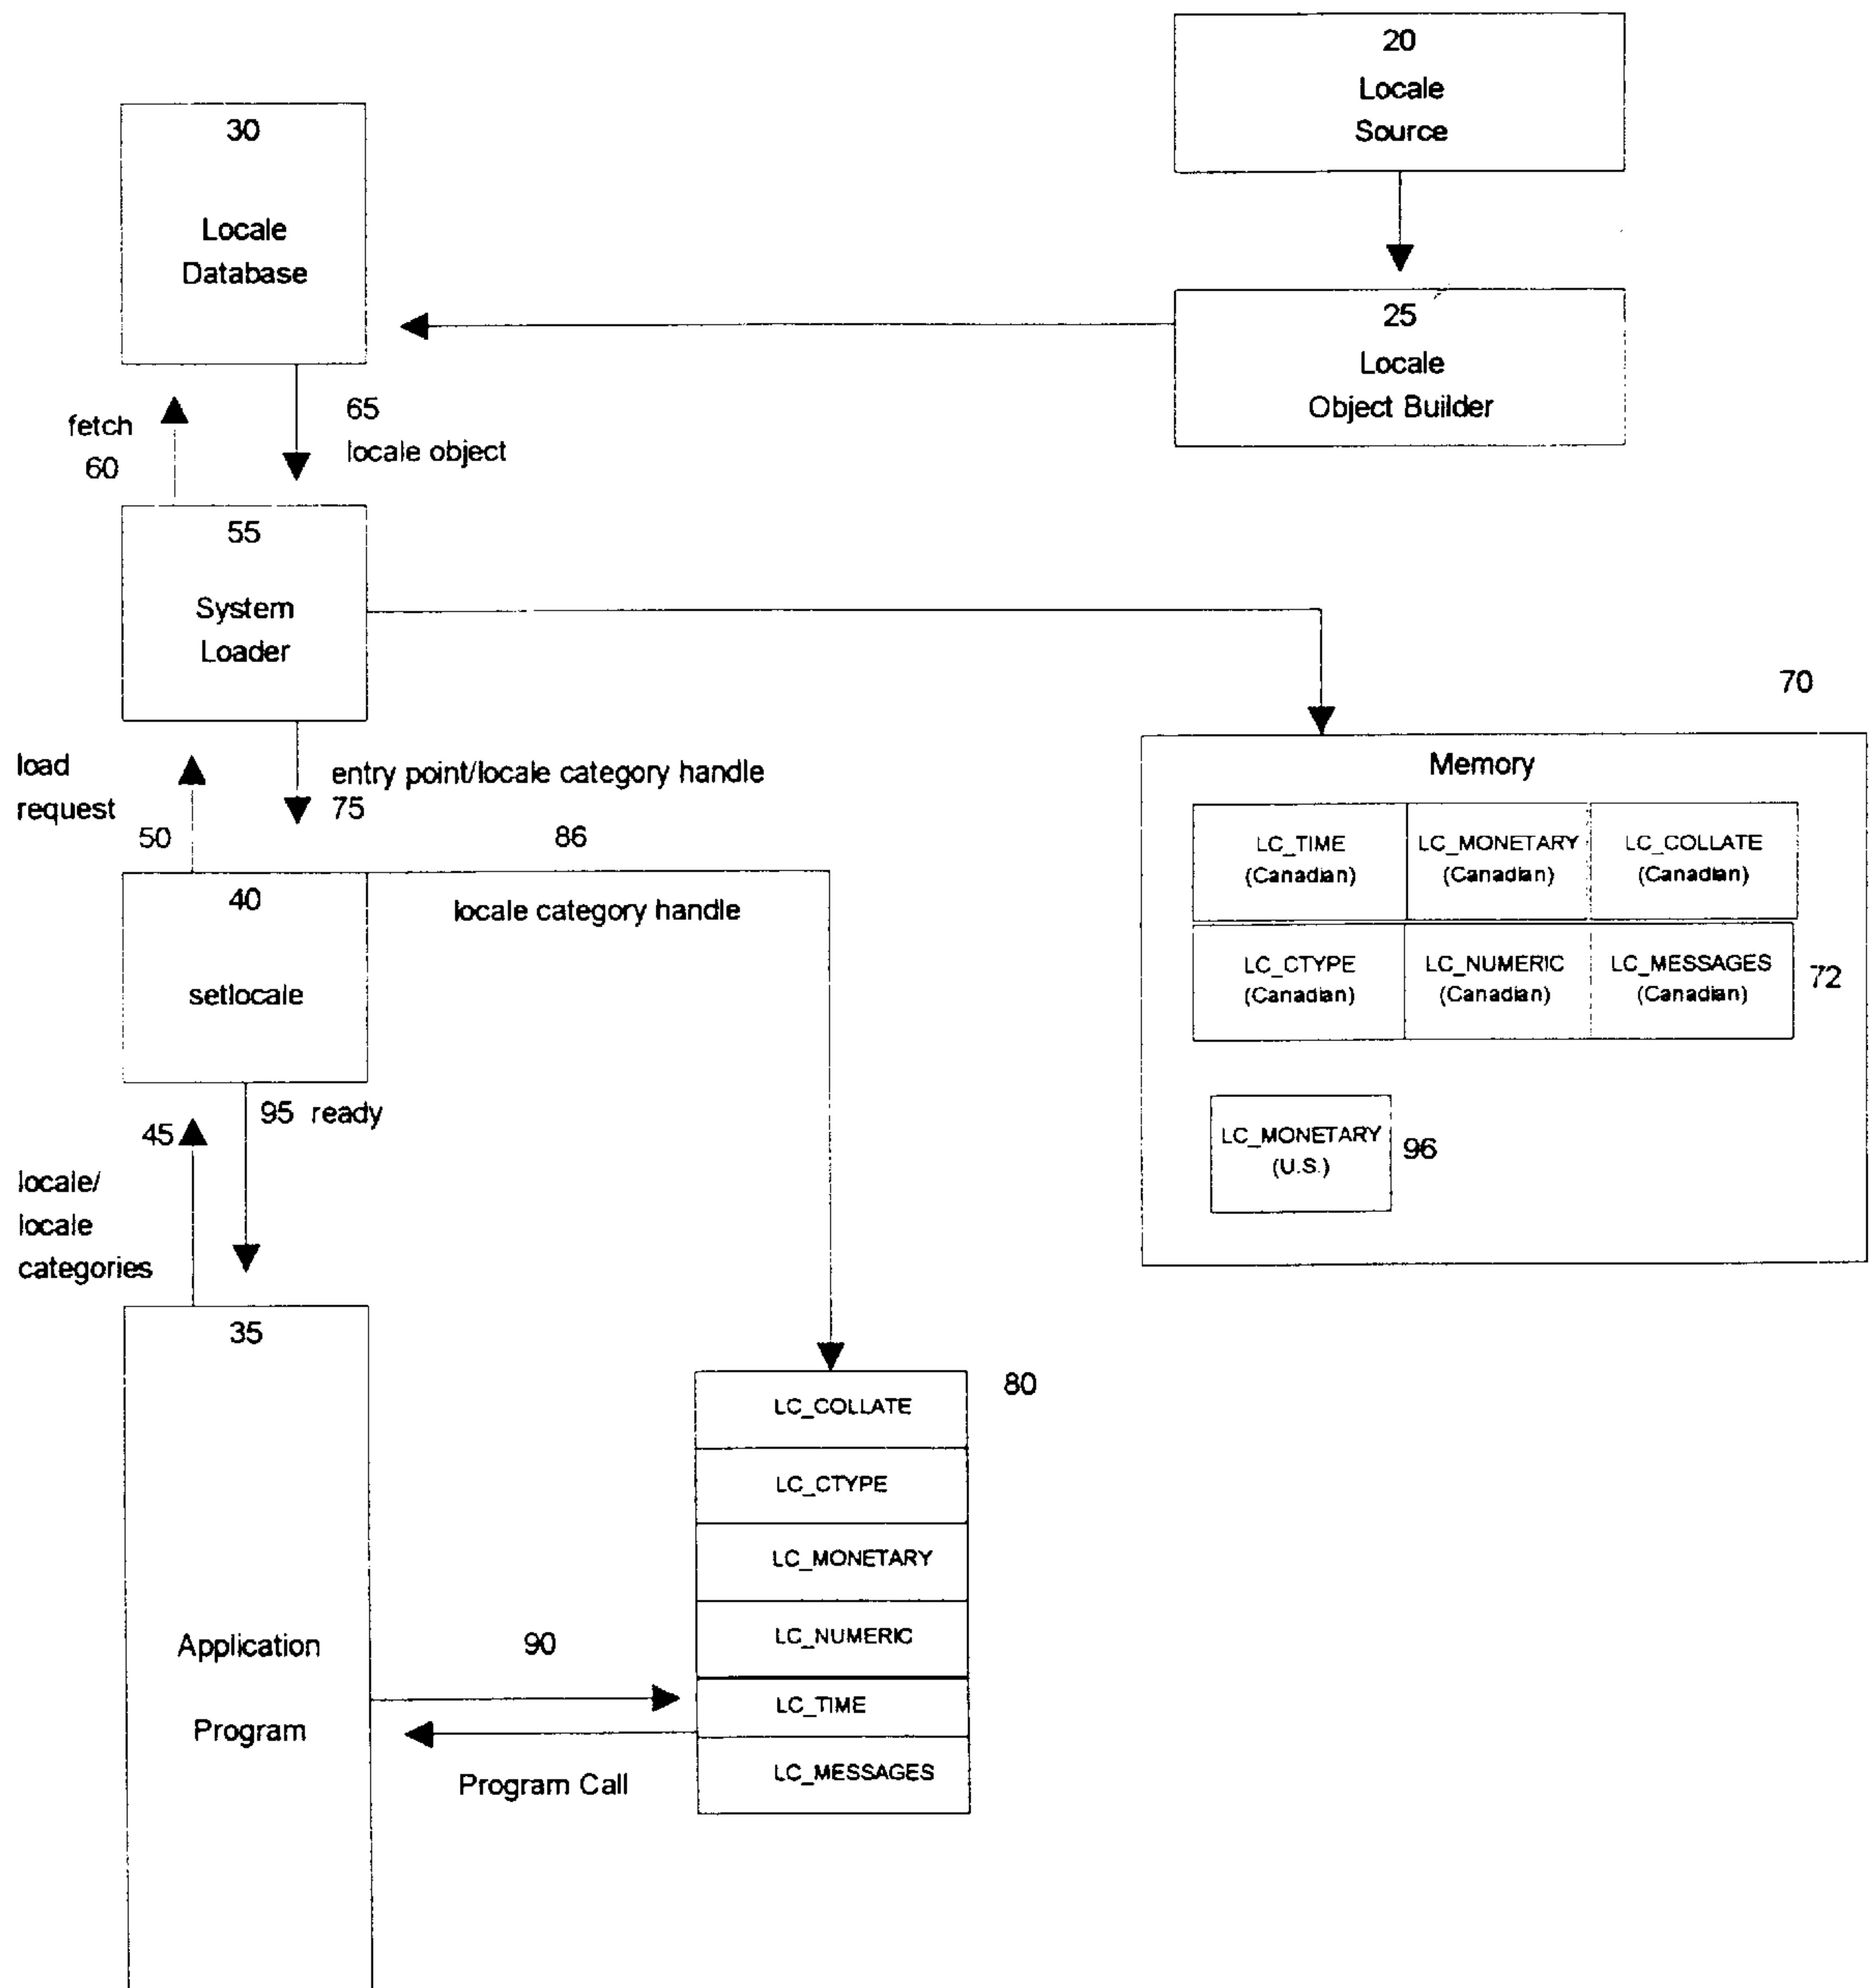 20
Locale
Source
30
Locale
Database
25
Locale
Object Builder
fetch
60
65
locale object
55
System
Loader
70
load
request
50
entry point/locale category handle
75
86
locale category handle
40
setlocale
Memory
LC_TIME
(Canadian)
LC_MONETARY
(Canadian)
LC_COLLATE
(Canadian)
LC_CTYPE
(Canadian)
LC_NUMERIC
(Canadian)
LC_MESSAGES
(Canadian)
72
LC_MONETARY
(U.S.)
96
95 ready
45
locale/
locale
categories
35
Application
Program
80
LC_COLLATE
LC_CTYPE
LC_MONETARY
LC_NUMERIC
LC_TIME
LC_MESSAGES
90
Program Call